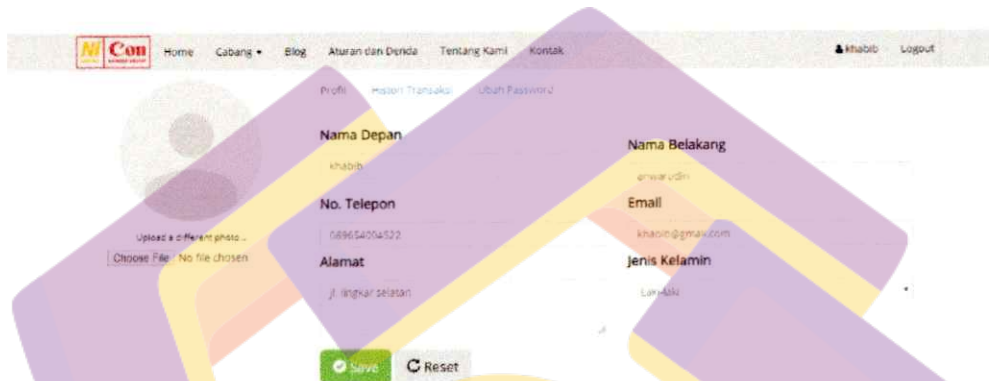 Ni Con Home Cabang Blog Aturan dan Denda Tentang Kami Kontak khabib Logout
Profil Histori Transaksi Ubah Password
Nama Depan Nama Belakang
khabib anwarudin
No. Telepon Email
089654004522 khabib@gmail.com
Upload a different photo...
Choose File No file chosen
Alamat Jenis Kelamin
jl. lingkar selatan Laki-laki
Save Reset